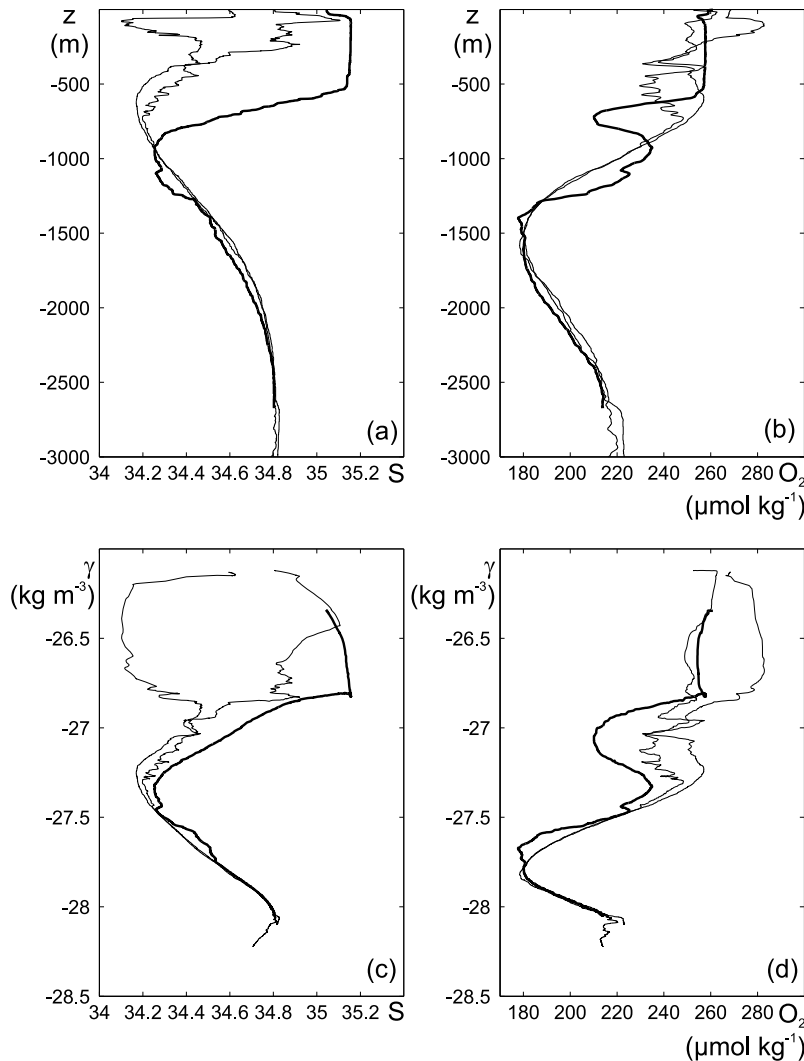 z
(m)
-500
-1000
-1500
-2000
-2500
-3000
34 34.2 34.4 34.6 34.8 35 35.2 S
(a)
z
(m)
-500
-1000
-1500
-2000
-2500
-3000
180 200 220 240 260 O₂
(µmol kg⁻¹)
(b)
γ
(kg m⁻³)
-26.5
-27
-27.5
-28
-28.5
34 34.2 34.4 34.6 34.8 35 35.2 S
(c)
γ
(kg m⁻³)
-26.5
-27
-27.5
-28
-28.5
180 200 220 240 260 280 O₂
(µmol kg⁻¹)
(d)